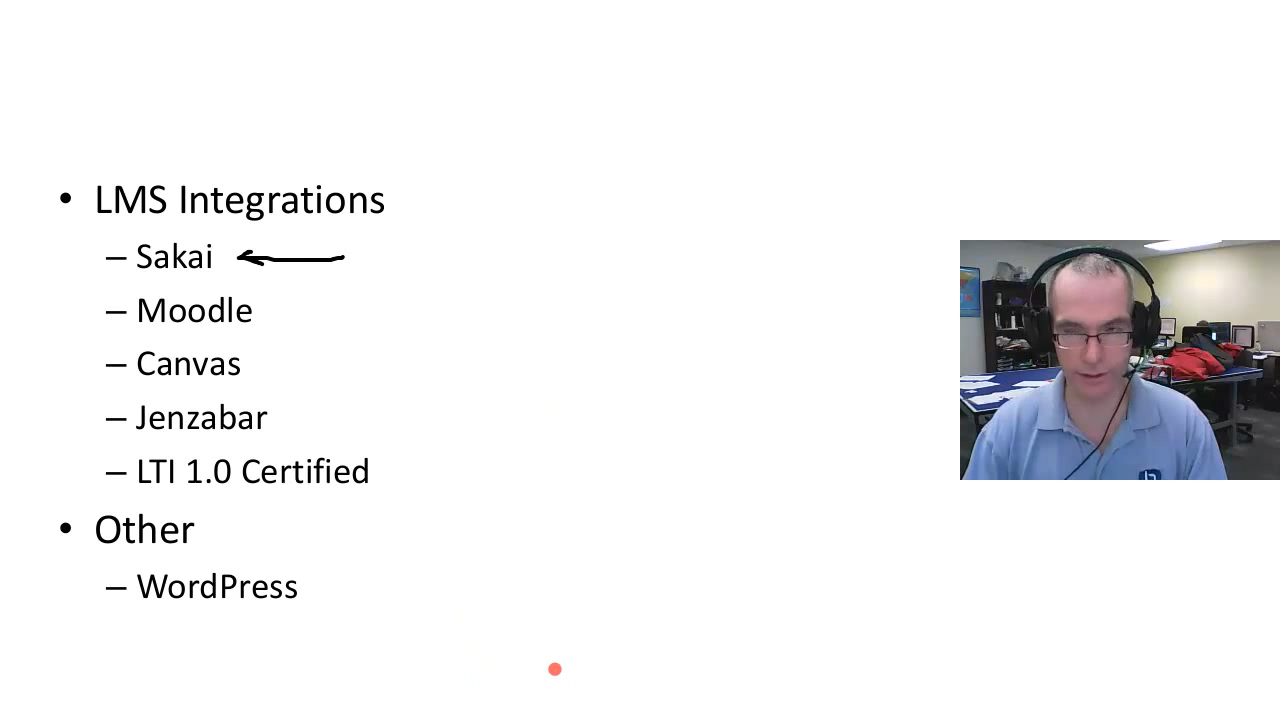 • LMS Integrations
– Sakai
– Moodle
– Canvas
– Jenzabar
– LTI 1.0 Certified
• Other
– WordPress